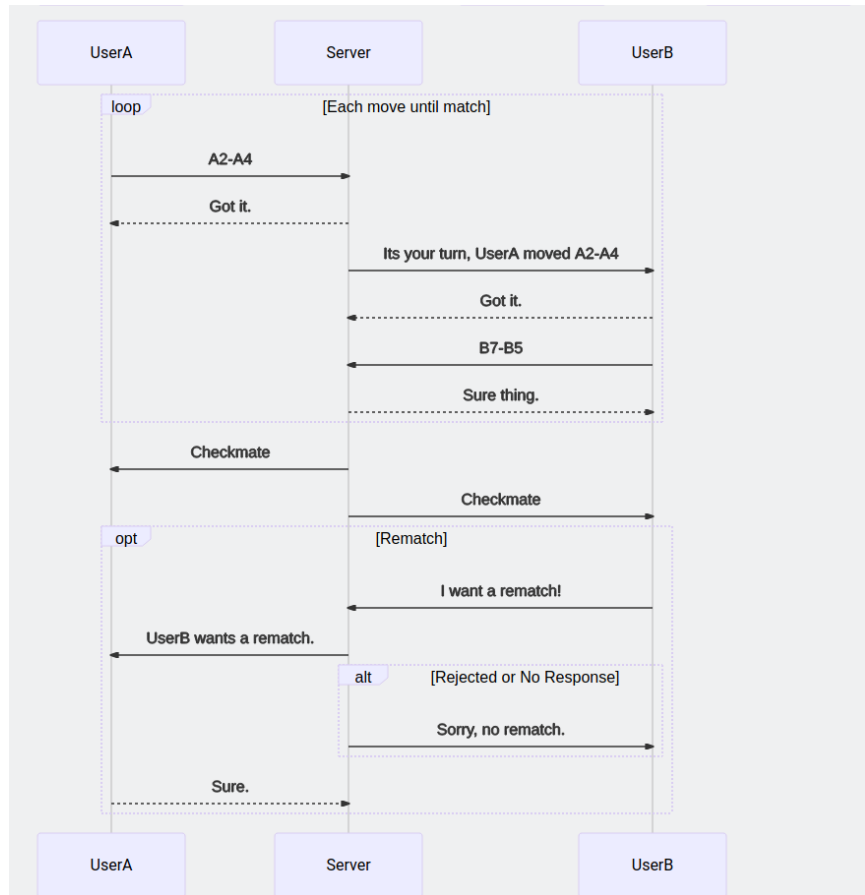 UserA Server UserB
loop [Each move until match]
A2-A4
Got it.
Its your turn, UserA moved A2-A4
Got it.
B7-B5
Sure thing.
Checkmate
Checkmate
opt [Rematch]
I want a rematch!
UserB wants a rematch.
alt [Rejected or No Response]
Sorry, no rematch.
Sure.
UserA Server UserB